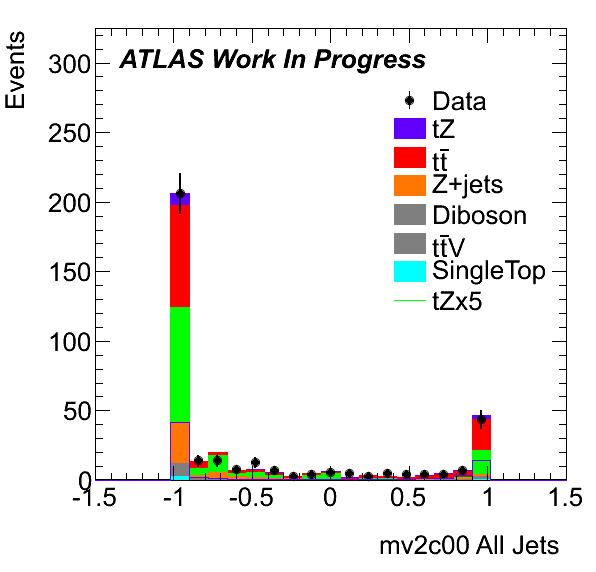 Events
ATLAS Work In Progress
300
250
200
150
100
50
0
Data
tZ
tt̄
Z+jets
Diboson
tt̄V
SingleTop
tZx5
-1.5 -1 -0.5 0 0.5 1 1.5
mv2c00 All Jets